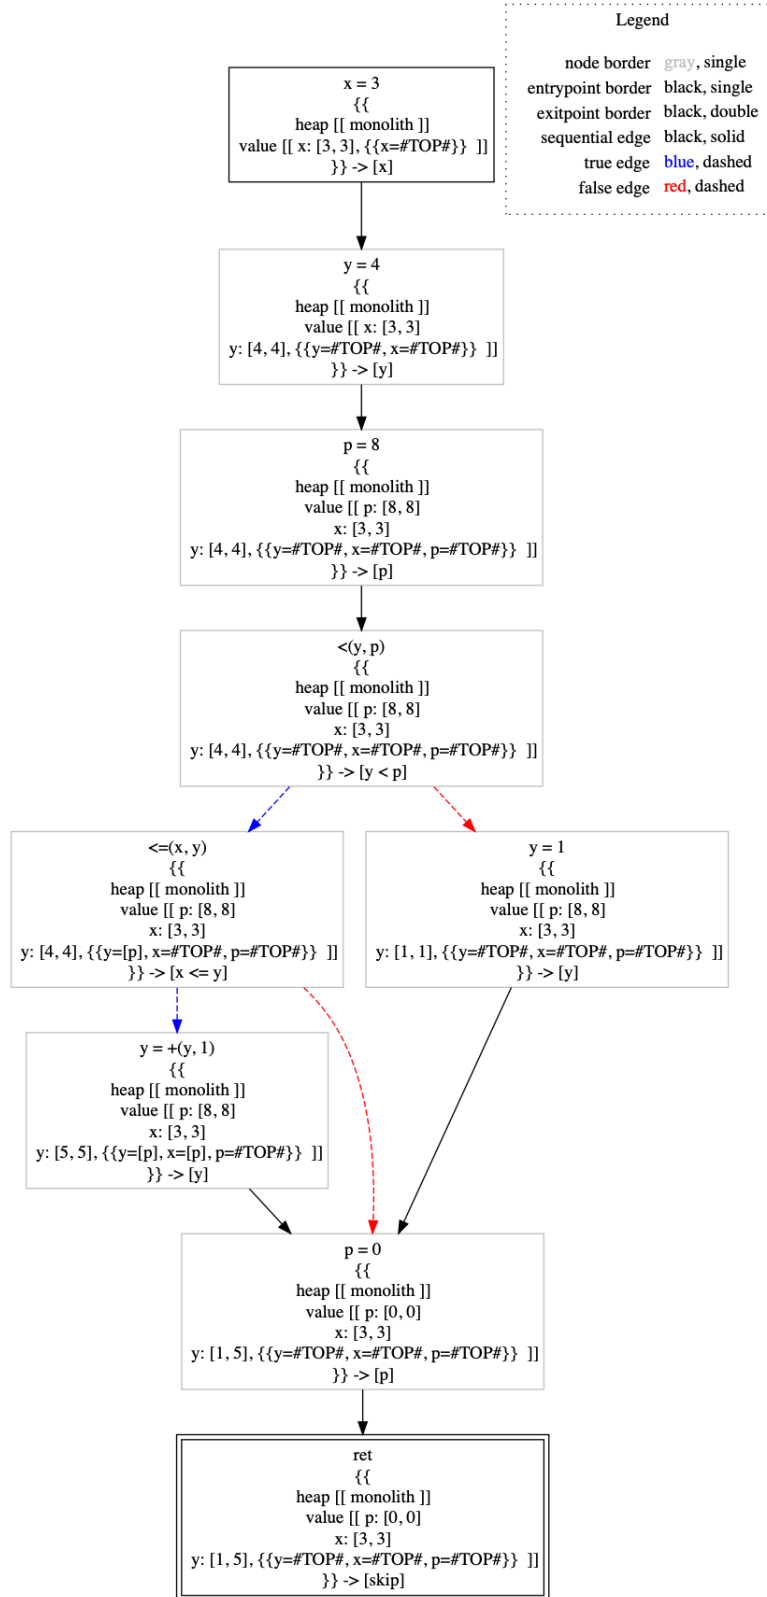 Legend
node border gray, single
entrypoint border black, single
exitpoint border black, double
sequential edge black, solid
true edge blue, dashed
false edge red, dashed
x = 3
{{
heap [[ monolith ]]
value [[ x: [3, 3], {{x=#TOP#}} ]]
}} -> [x]
y = 4
{{
heap [[ monolith ]]
value [[ x: [3, 3]
y: [4, 4], {{y=#TOP#, x=#TOP#}} ]]
}} -> [y]
p = 8
{{
heap [[ monolith ]]
value [[ p: [8, 8]
x: [3, 3]
y: [4, 4], {{y=#TOP#, x=#TOP#, p=#TOP#}} ]]
}} -> [p]
<(y, p)
{{
heap [[ monolith ]]
value [[ p: [8, 8]
x: [3, 3]
y: [4, 4], {{y=#TOP#, x=#TOP#, p=#TOP#}} ]]
}} -> [y < p]
<=(x, y)
{{
heap [[ monolith ]]
value [[ p: [8, 8]
x: [3, 3]
y: [4, 4], {{y=[p], x=#TOP#, p=#TOP#}} ]]
}} -> [x <= y]
y = 1
{{
heap [[ monolith ]]
value [[ p: [8, 8]
x: [3, 3]
y: [1, 1], {{y=#TOP#, x=#TOP#, p=#TOP#}} ]]
}} -> [y]
y = +(y, 1)
{{
heap [[ monolith ]]
value [[ p: [8, 8]
x: [3, 3]
y: [5, 5], {{y=[p], x=[p], p=#TOP#}} ]]
}} -> [y]
p = 0
{{
heap [[ monolith ]]
value [[ p: [0, 0]
x: [3, 3]
y: [1, 5], {{y=#TOP#, x=#TOP#, p=#TOP#}} ]]
}} -> [p]
ret
{{
heap [[ monolith ]]
value [[ p: [0, 0]
x: [3, 3]
y: [1, 5], {{y=#TOP#, x=#TOP#, p=#TOP#}} ]]
}} -> [skip]